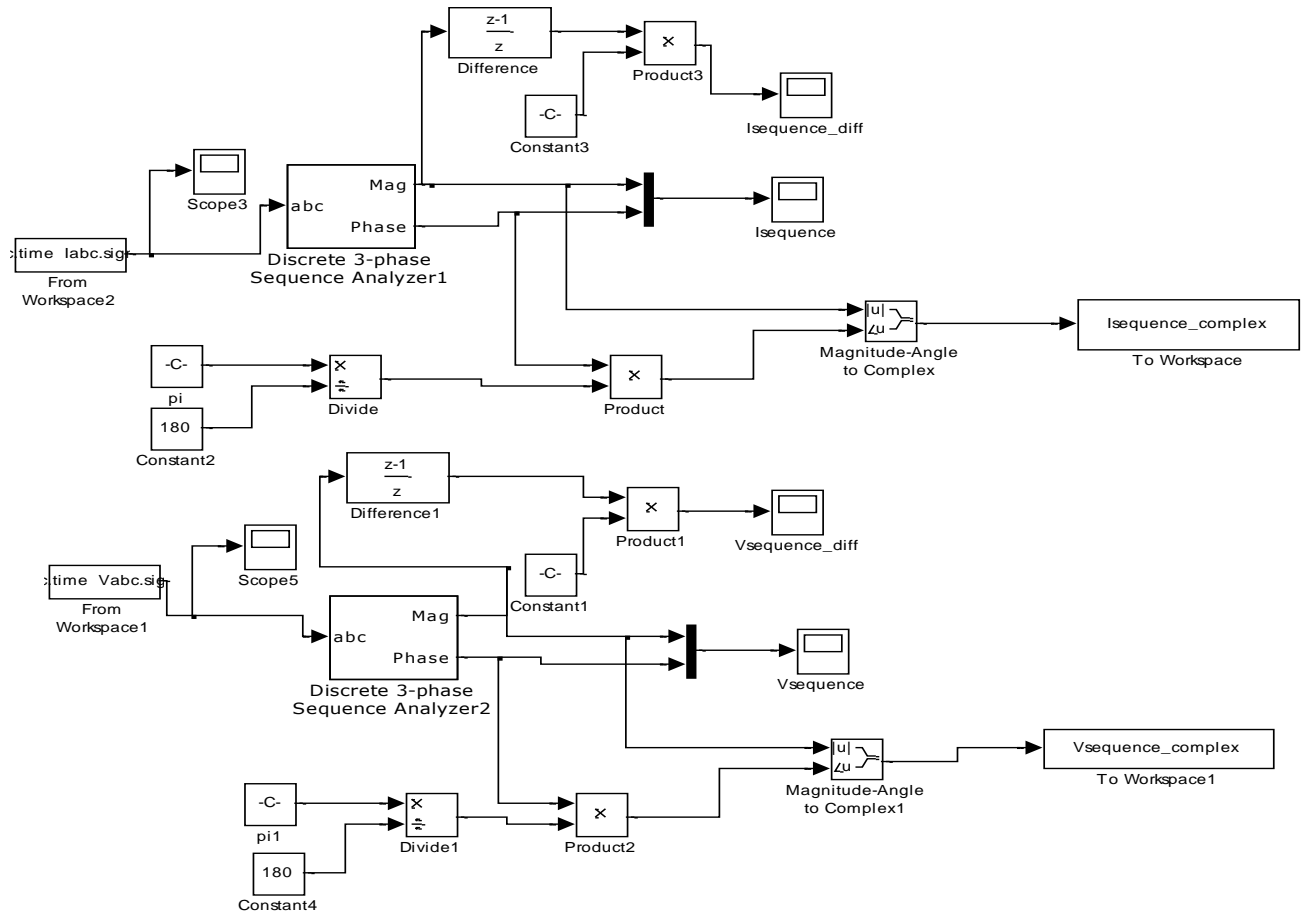 z-1
z
Difference
×
Product3
-C-
Constant3
Isequence_diff
Scope3
abc
Mag
Phase
Discrete 3-phase
Sequence Analyzer1
Isequence
.time Iabc.sig
From
Workspace2
|u|
∠u
Magnitude-Angle
to Complex
Isequence_complex
To Workspace
-C-
pi
180
Constant2
×
÷
Divide
×
Product
z-1
z
Difference1
×
Product1
-C-
Constant1
Vsequence_diff
Scope5
.time Vabc.sig
From
Workspace1
abc
Mag
Phase
Discrete 3-phase
Sequence Analyzer2
Vsequence
|u|
∠u
Magnitude-Angle
to Complex1
Vsequence_complex
To Workspace1
-C-
pi1
180
Constant4
×
÷
Divide1
×
Product2